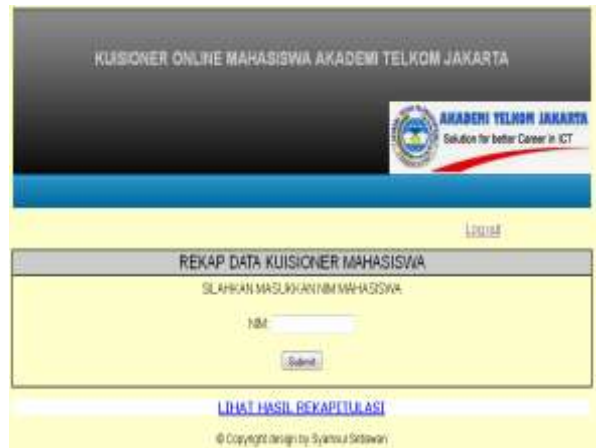 KUISIONER ONLINE MAHASISWA AKADEMI TELKOM JAKARTA
AKADEMI TELKOM JAKARTA
Solution for better Career in ICT
Logout
REKAP DATA KUISIONER MAHASISWA
SILAHKAN MASUKKAN NIM MAHASISWA
NIM
Submit
LIHAT HASIL REKAPITULASI
© Copyright design by Syamsul Setiawan